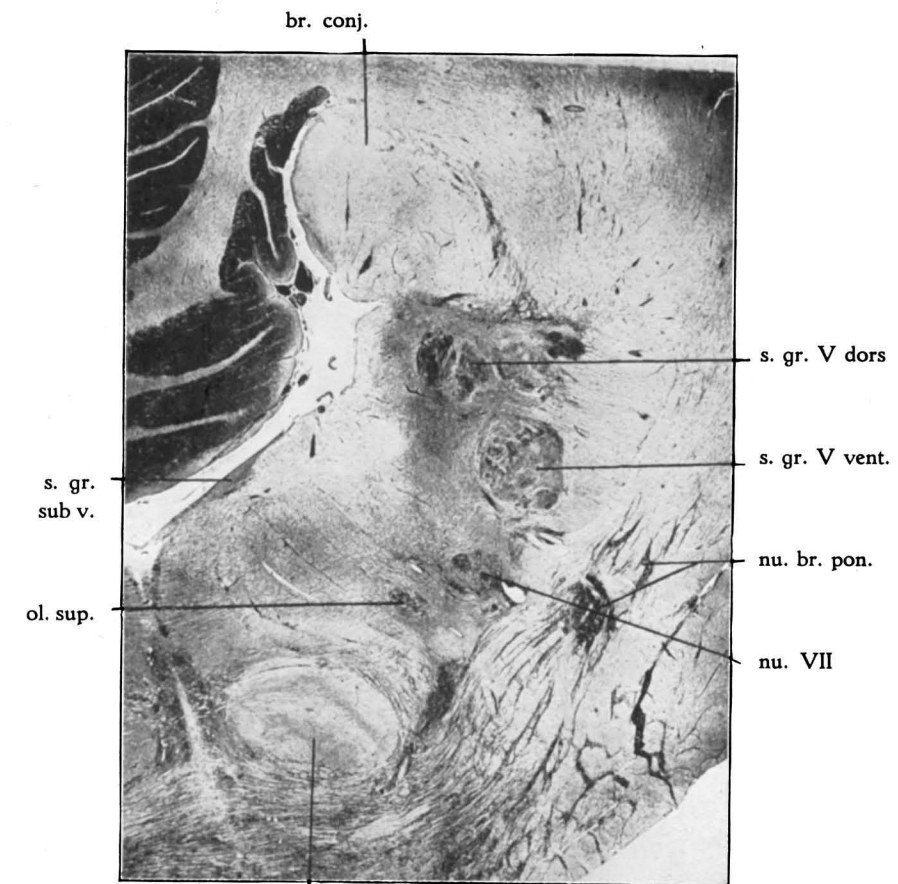 br. conj.
s. gr. V dors
s. gr. V vent.
s. gr.
sub v.
nu. br. pon.
ol. sup.
nu. VII